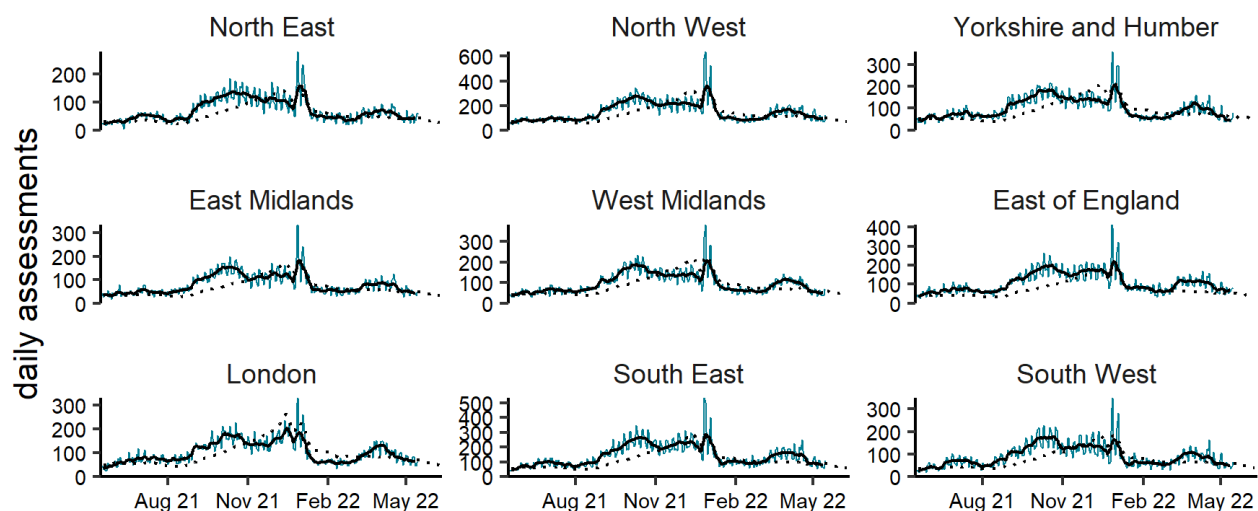 North East
North West
Yorkshire and Humber
200
100
0
600
400
200
0
300
200
100
0
daily assessments
East Midlands
West Midlands
East of England
300
200
100
0
300
200
100
0
400
300
200
100
0
London
South East
South West
300
200
100
0
500
400
300
200
100
0
300
200
100
0
Aug 21 Nov 21 Feb 22 May 22
Aug 21 Nov 21 Feb 22 May 22
Aug 21 Nov 21 Feb 22 May 22